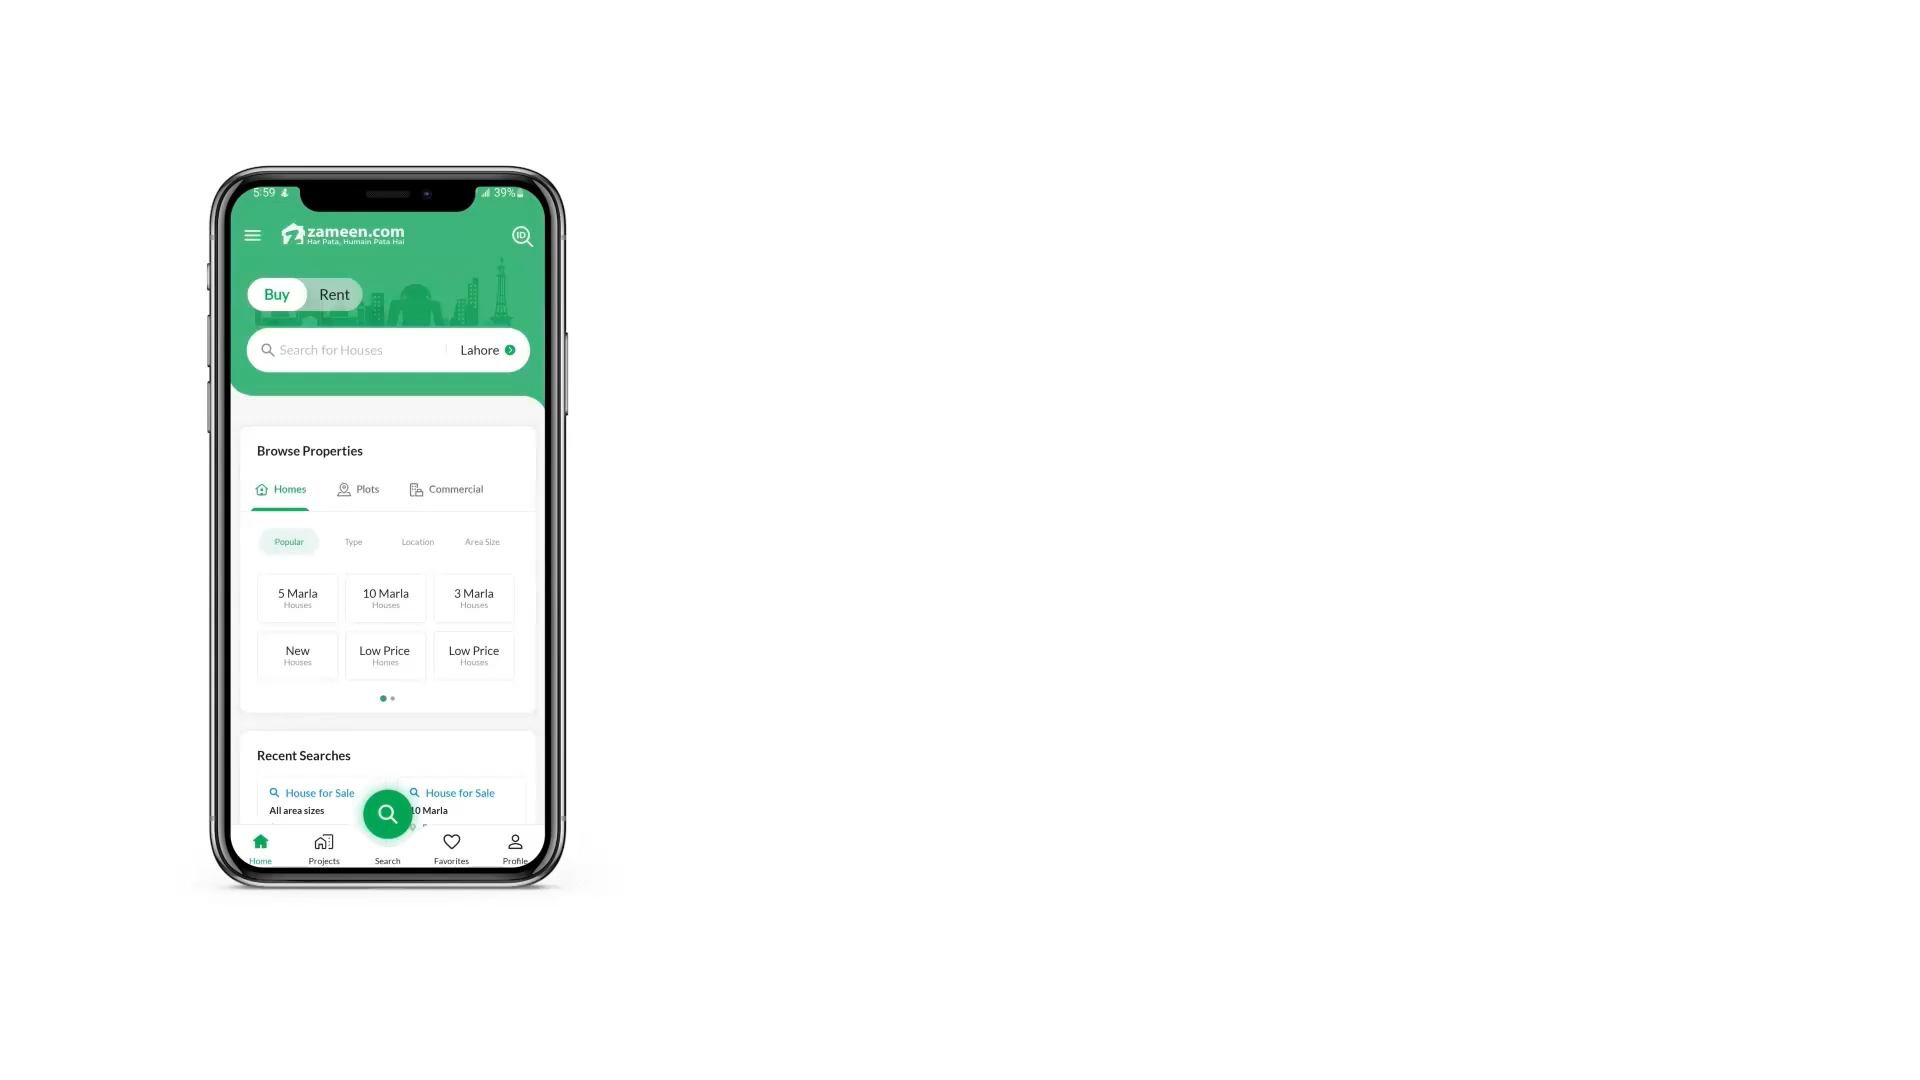 5:59
39%
zameen.com
Har Pata, Humain Pata Hai
ID
Buy Rent
Search for Houses Lahore
Browse Properties
Homes Plots Commercial
Popular Type Location Area Size
5 Marla 10 Marla 3 Marla
Houses Houses Houses
New Low Price Low Price
Houses Homes Houses
Recent Searches
House for Sale House for Sale
All area sizes 10 Marla
Home Projects Search Favorites Profile